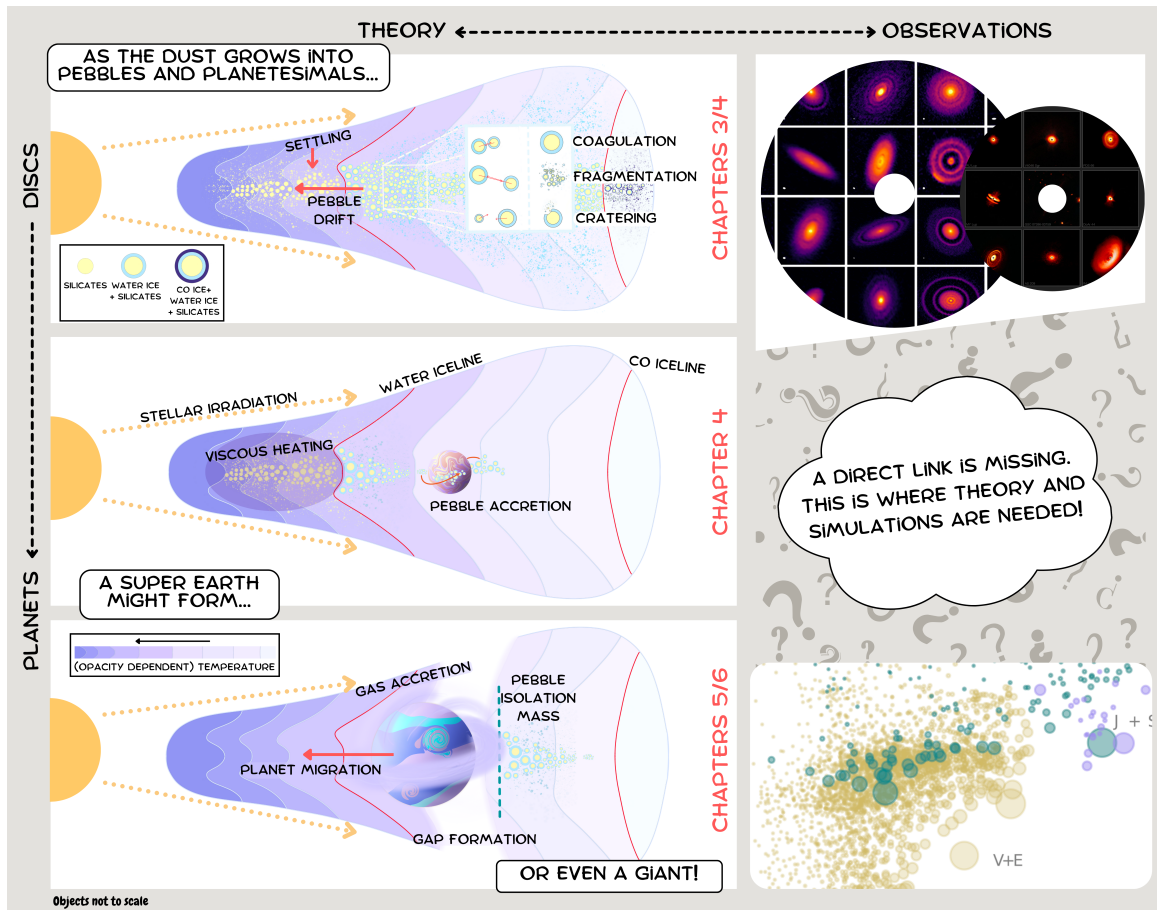 THEORY
OBSERVATIONS
AS THE DUST GROWS INTO
PEBBLES AND PLANETESIMALS...
DISCS
SETTLING
PEBBLE
DRIFT
COAGULATION
FRAGMENTATION
CRATERING
CHAPTERS 3/4
SILICATES
WATER ICE
+ SILICATES
CO ICE+
WATER ICE
+ SILICATES
STELLAR IRRADIATION
WATER ICELINE
CO ICELINE
VISCOUS HEATING
PEBBLE ACCRETION
CHAPTER 4
A DIRECT LINK IS MISSING.
THIS IS WHERE THEORY AND
SIMULATIONS ARE NEEDED!
PLANETS
A SUPER EARTH
MIGHT FORM...
(OPACITY DEPENDENT) TEMPERATURE
GAS ACCRETION
PEBBLE
ISOLATION
MASS
PLANET MIGRATION
GAP FORMATION
CHAPTERS 5/6
OR EVEN A GIANT!
J + S
V+E
Objects not to scale